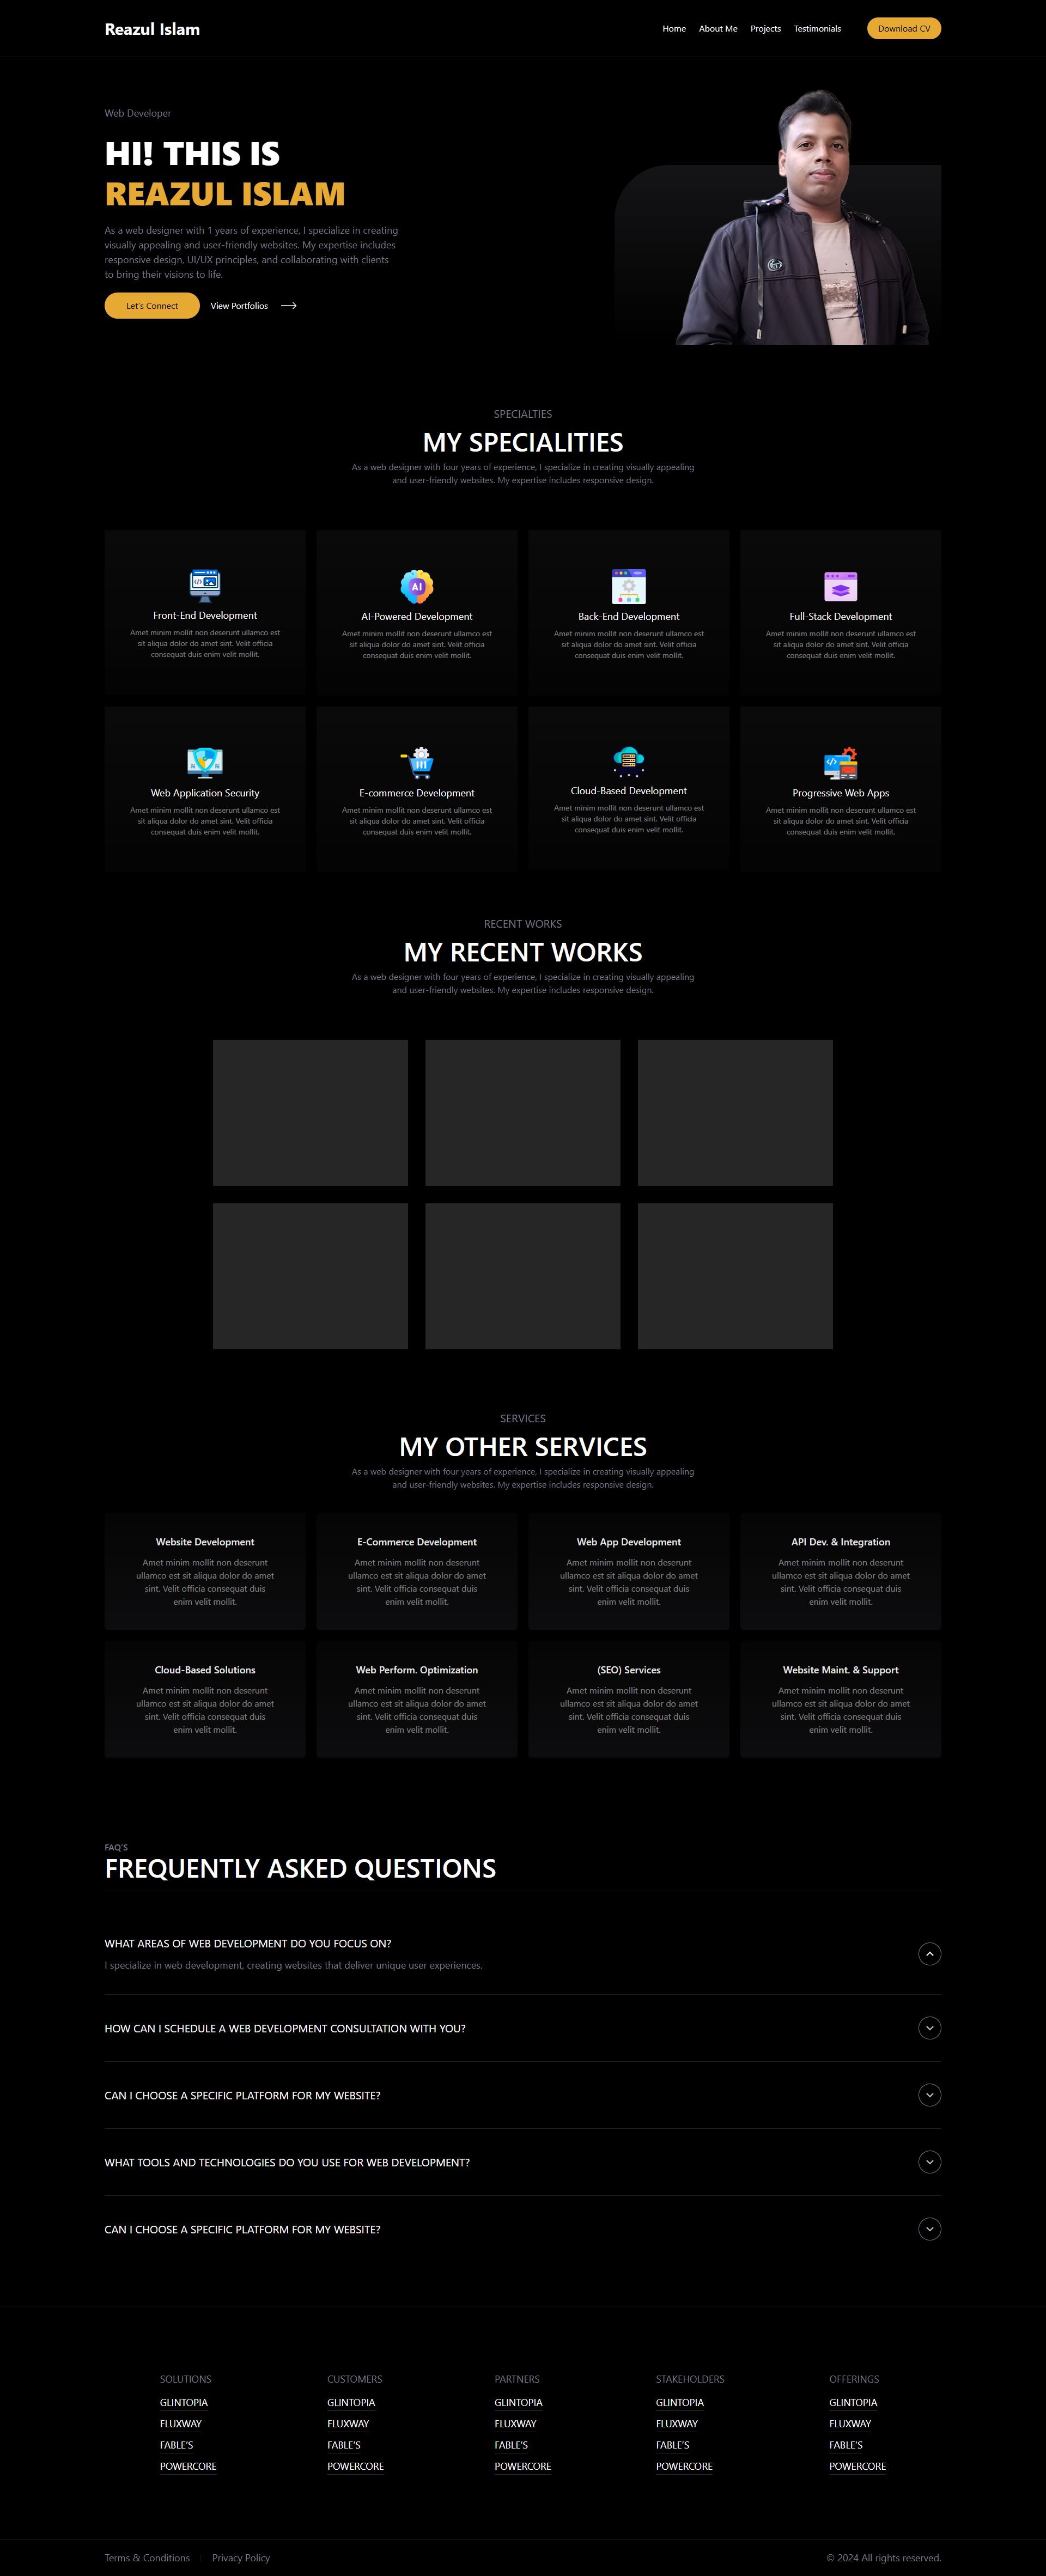 Reazul Islam
Home
About Me
Projects
Testimonials
Download CV
Web Developer
HI! THIS IS
REAZUL ISLAM
As a web designer with 1 years of experience, I specialize in creating
visually appealing and user-friendly websites. My expertise includes
responsive design, UI/UX principles, and collaborating with clients
to bring their visions to life.
Let's Connect
View Portfolios
SPECIALTIES
MY SPECIALITIES
As a web designer with four years of experience, I specialize in creating visually appealing
and user-friendly websites. My expertise includes responsive design.
Front-End Development
Amet minim mollit non deserunt ullamco est
sit aliqua dolor do amet sint. Velit officia
consequat duis enim velit mollit.
AI
AI-Powered Development
Amet minim mollit non deserunt ullamco est
sit aliqua dolor do amet sint. Velit officia
consequat duis enim velit mollit.
Back-End Development
Amet minim mollit non deserunt ullamco est
sit aliqua dolor do amet sint. Velit officia
consequat duis enim velit mollit.
Full-Stack Development
Amet minim mollit non deserunt ullamco est
sit aliqua dolor do amet sint. Velit officia
consequat duis enim velit mollit.
Web Application Security
Amet minim mollit non deserunt ullamco est
sit aliqua dolor do amet sint. Velit officia
consequat duis enim velit mollit.
E-commerce Development
Amet minim mollit non deserunt ullamco est
sit aliqua dolor do amet sint. Velit officia
consequat duis enim velit mollit.
Cloud-Based Development
Amet minim mollit non deserunt ullamco est
sit aliqua dolor do amet sint. Velit officia
consequat duis enim velit mollit.
Progressive Web Apps
Amet minim mollit non deserunt ullamco est
sit aliqua dolor do amet sint. Velit officia
consequat duis enim velit mollit.
RECENT WORKS
MY RECENT WORKS
As a web designer with four years of experience, I specialize in creating visually appealing
and user-friendly websites. My expertise includes responsive design.
SERVICES
MY OTHER SERVICES
As a web designer with four years of experience, I specialize in creating visually appealing
and user-friendly websites. My expertise includes responsive design.
Website Development
Amet minim mollit non deserunt
ullamco est sit aliqua dolor do amet
sint. Velit officia consequat duis
enim velit mollit.
E-Commerce Development
Amet minim mollit non deserunt
ullamco est sit aliqua dolor do amet
sint. Velit officia consequat duis
enim velit mollit.
Web App Development
Amet minim mollit non deserunt
ullamco est sit aliqua dolor do amet
sint. Velit officia consequat duis
enim velit mollit.
API Dev. & Integration
Amet minim mollit non deserunt
ullamco est sit aliqua dolor do amet
sint. Velit officia consequat duis
enim velit mollit.
Cloud-Based Solutions
Amet minim mollit non deserunt
ullamco est sit aliqua dolor do amet
sint. Velit officia consequat duis
enim velit mollit.
Web Perform. Optimization
Amet minim mollit non deserunt
ullamco est sit aliqua dolor do amet
sint. Velit officia consequat duis
enim velit mollit.
(SEO) Services
Amet minim mollit non deserunt
ullamco est sit aliqua dolor do amet
sint. Velit officia consequat duis
enim velit mollit.
Website Maint. & Support
Amet minim mollit non deserunt
ullamco est sit aliqua dolor do amet
sint. Velit officia consequat duis
enim velit mollit.
FAQ'S
FREQUENTLY ASKED QUESTIONS
WHAT AREAS OF WEB DEVELOPMENT DO YOU FOCUS ON?
I specialize in web development, creating websites that deliver unique user experiences.
HOW CAN I SCHEDULE A WEB DEVELOPMENT CONSULTATION WITH YOU?
CAN I CHOOSE A SPECIFIC PLATFORM FOR MY WEBSITE?
WHAT TOOLS AND TECHNOLOGIES DO YOU USE FOR WEB DEVELOPMENT?
CAN I CHOOSE A SPECIFIC PLATFORM FOR MY WEBSITE?
SOLUTIONS
GLINTOPIA
FLUXWAY
FABLE'S
POWERCORE
CUSTOMERS
GLINTOPIA
FLUXWAY
FABLE'S
POWERCORE
PARTNERS
GLINTOPIA
FLUXWAY
FABLE'S
POWERCORE
STAKEHOLDERS
GLINTOPIA
FLUXWAY
FABLE'S
POWERCORE
OFFERINGS
GLINTOPIA
FLUXWAY
FABLE'S
POWERCORE
Terms & Conditions
Privacy Policy
© 2024 All rights reserved.